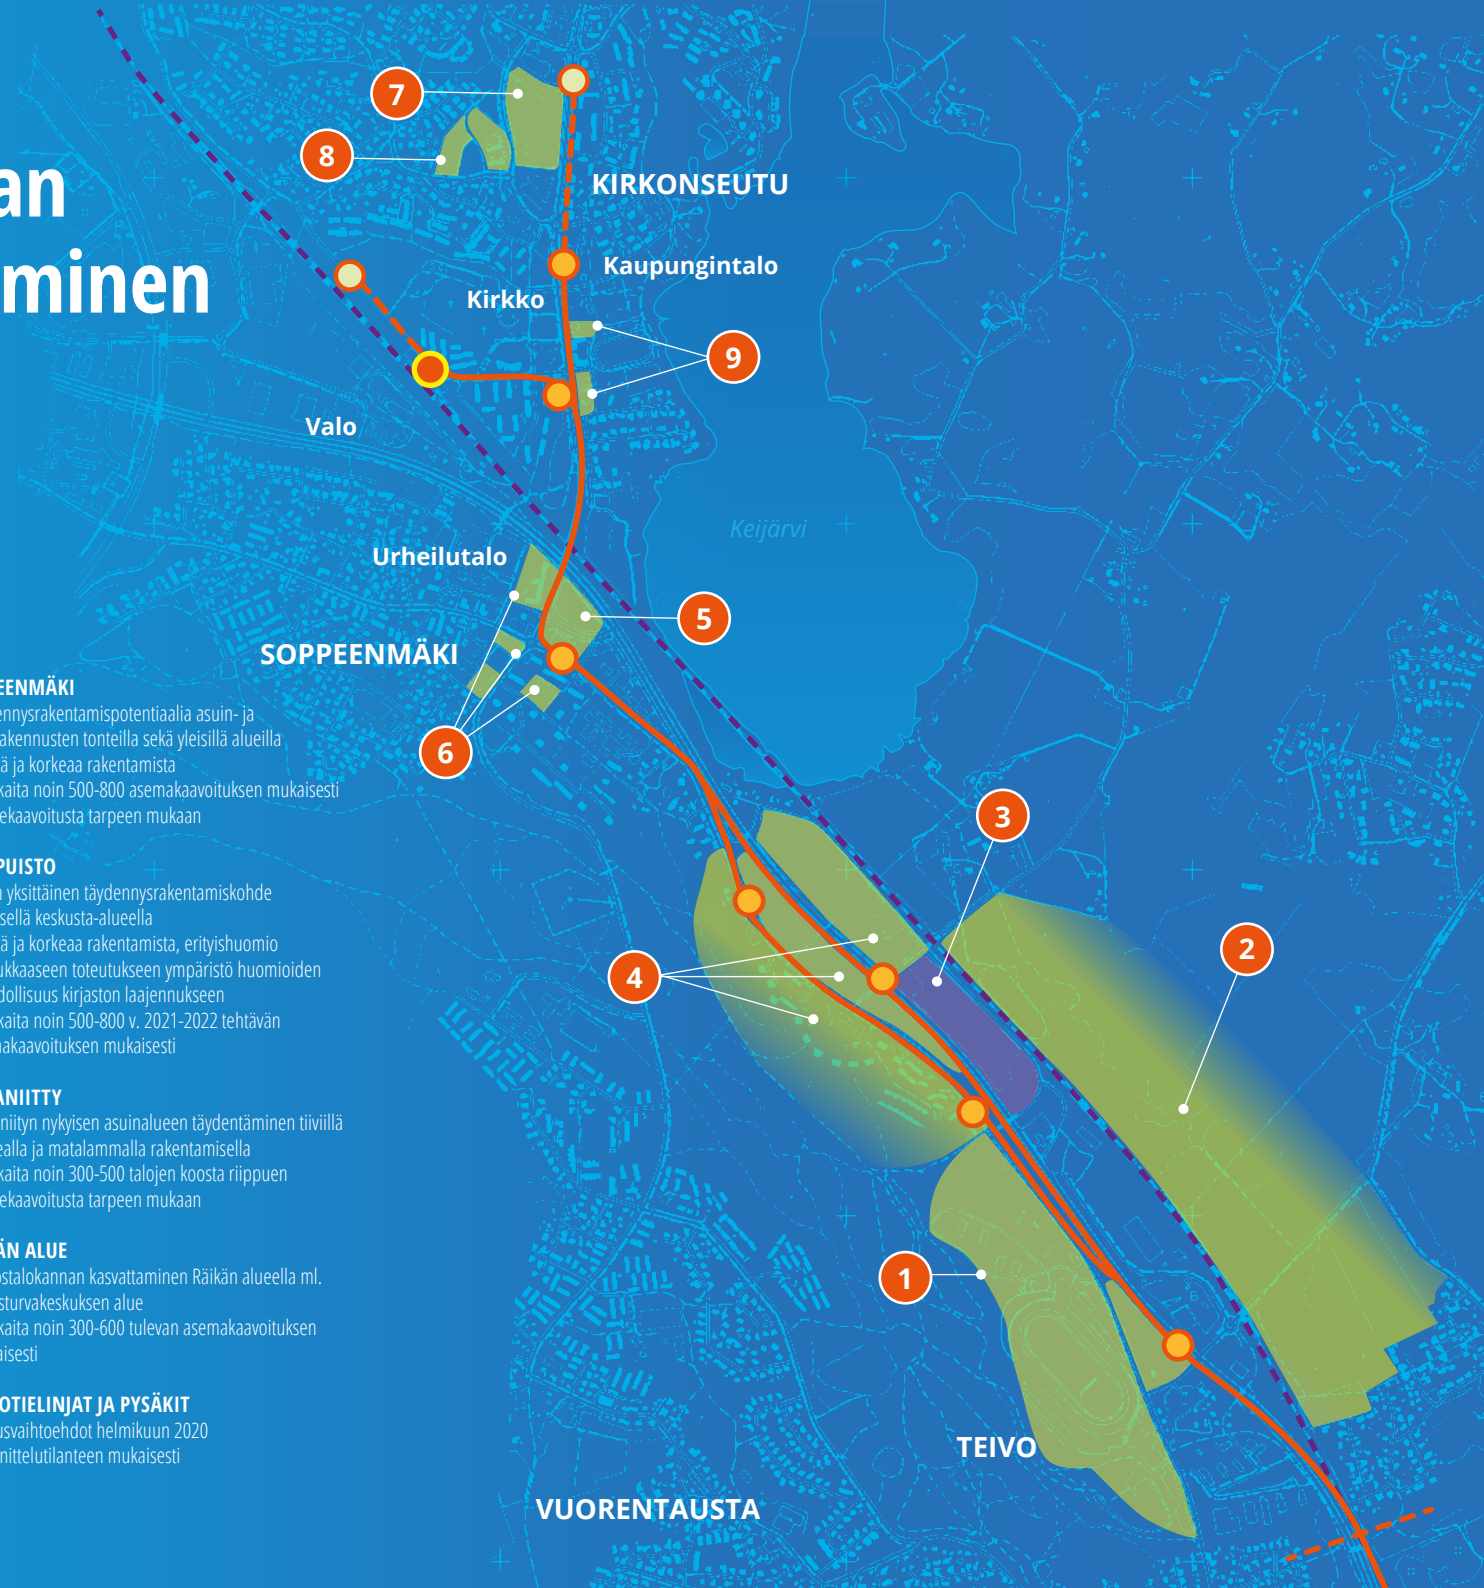 an
minen
7
8
KIRKONSEUTU
Kaupungintalo
Kirkko
9
Valo
Keijärvi
Urheilutalo
5
SOPPEENMÄKI
6
EENMÄKI
ennysrakentamispotentiaalia asuin- ja
akennusten tonteilla sekä yleisillä alueilla
ä ja korkeaa rakentamista
kaita noin 500-800 asemakaavoituksen mukaisesti
ekaavoitusta tarpeen mukaan
PUISTO
n yksittäinen täydennysrakentamiskohde
sellä keskusta-alueella
ä ja korkeaa rakentamista, erityishuomio
ukkaaseen toteutukseen ympäristö huomioiden
dollisuus kirjaston laajennukseen
kaita noin 500-800 v. 2021-2022 tehtävän
nakaavoituksen mukaisesti
ANIITTY
niityn nykyisen asuinalueen täydentäminen tiiviillä
ealla ja matalammalla rakentamisella
kaita noin 300-500 talojen koosta riippuen
ekaavoitusta tarpeen mukaan
ÄN ALUE
ostalokannan kasvattaminen Räikän alueella ml.
sturvakeskuksen alue
kaita noin 300-600 tulevan asemakaavoituksen
aisesti
OTIELINJAT JA PYSÄKIT
usvaihtoehdot helmikuun 2020
nittelutilanteen mukaisesti
3
2
4
1
TEIVO
VUORENTAUSTA